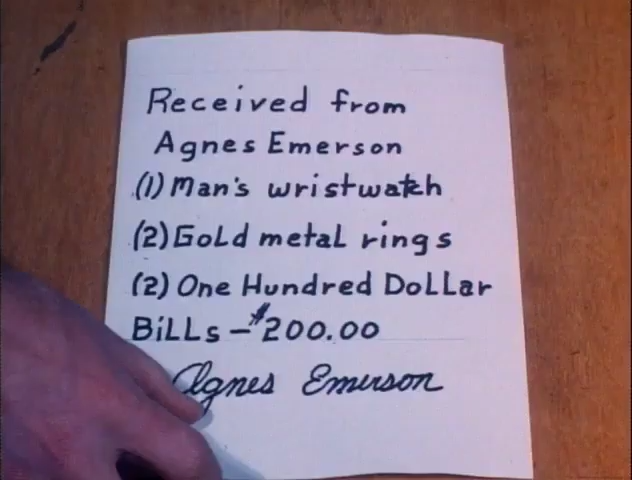 Received from
Agnes Emerson
(1) Man's wristwatch
(2) Gold metal rings
(2) One Hundred Dollar
Bills - $200.00
Agnes Emerson